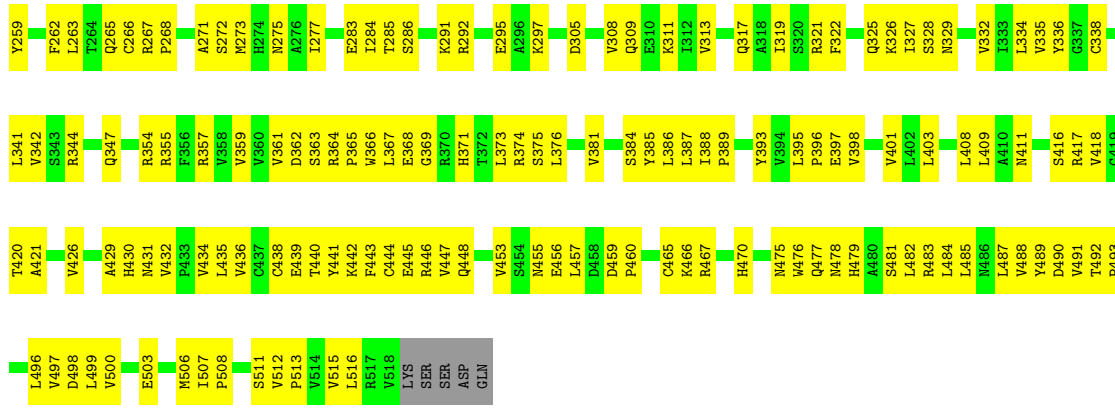 Y259 F262 L263 T264 Q265 C266 R267 P268 A271 S272 M273 H274 N275 A276 I277 E283 I284 T285 S286 K291 R292 E295 A296 K297 D305 V308 Q309 E310 K311 I312 V313 Q317 A318 I319 S320 R321 F322 Q325 K326 I327 S328 N329 V332 I333 L334 V335 Y336 G337 C338
L341 V342 S343 R344 Q347 R354 R355 F356 R357 V358 V359 V360 V361 D362 S363 R364 P365 W366 L367 E368 G369 R370 H371 T372 L373 R374 S375 L376 V381 S384 Y385 L386 L387 I388 P389 Y393 V394 L395 P396 E397 V398 V401 L402 L403 L408 L409 A410 N411 S416 R417 V418 G419
T420 A421 V426 A429 H430 N431 V432 P433 V434 L435 V436 C437 C438 E439 T440 Y441 K442 F443 C444 E445 R446 V447 Q448 V453 S454 N455 E456 L457 D458 D459 P460 C465 K466 R467 H470 N475 W476 Q477 N478 H479 A480 S481 L482 R483 L484 L485 N486 L487 V488 Y489 D490 V491 T492
L496 V497 D498 L499 V500 E503 M506 I507 P508 S511 V512 P513 V514 V515 L516 R517 V518 LYS SER SER ASP GLN